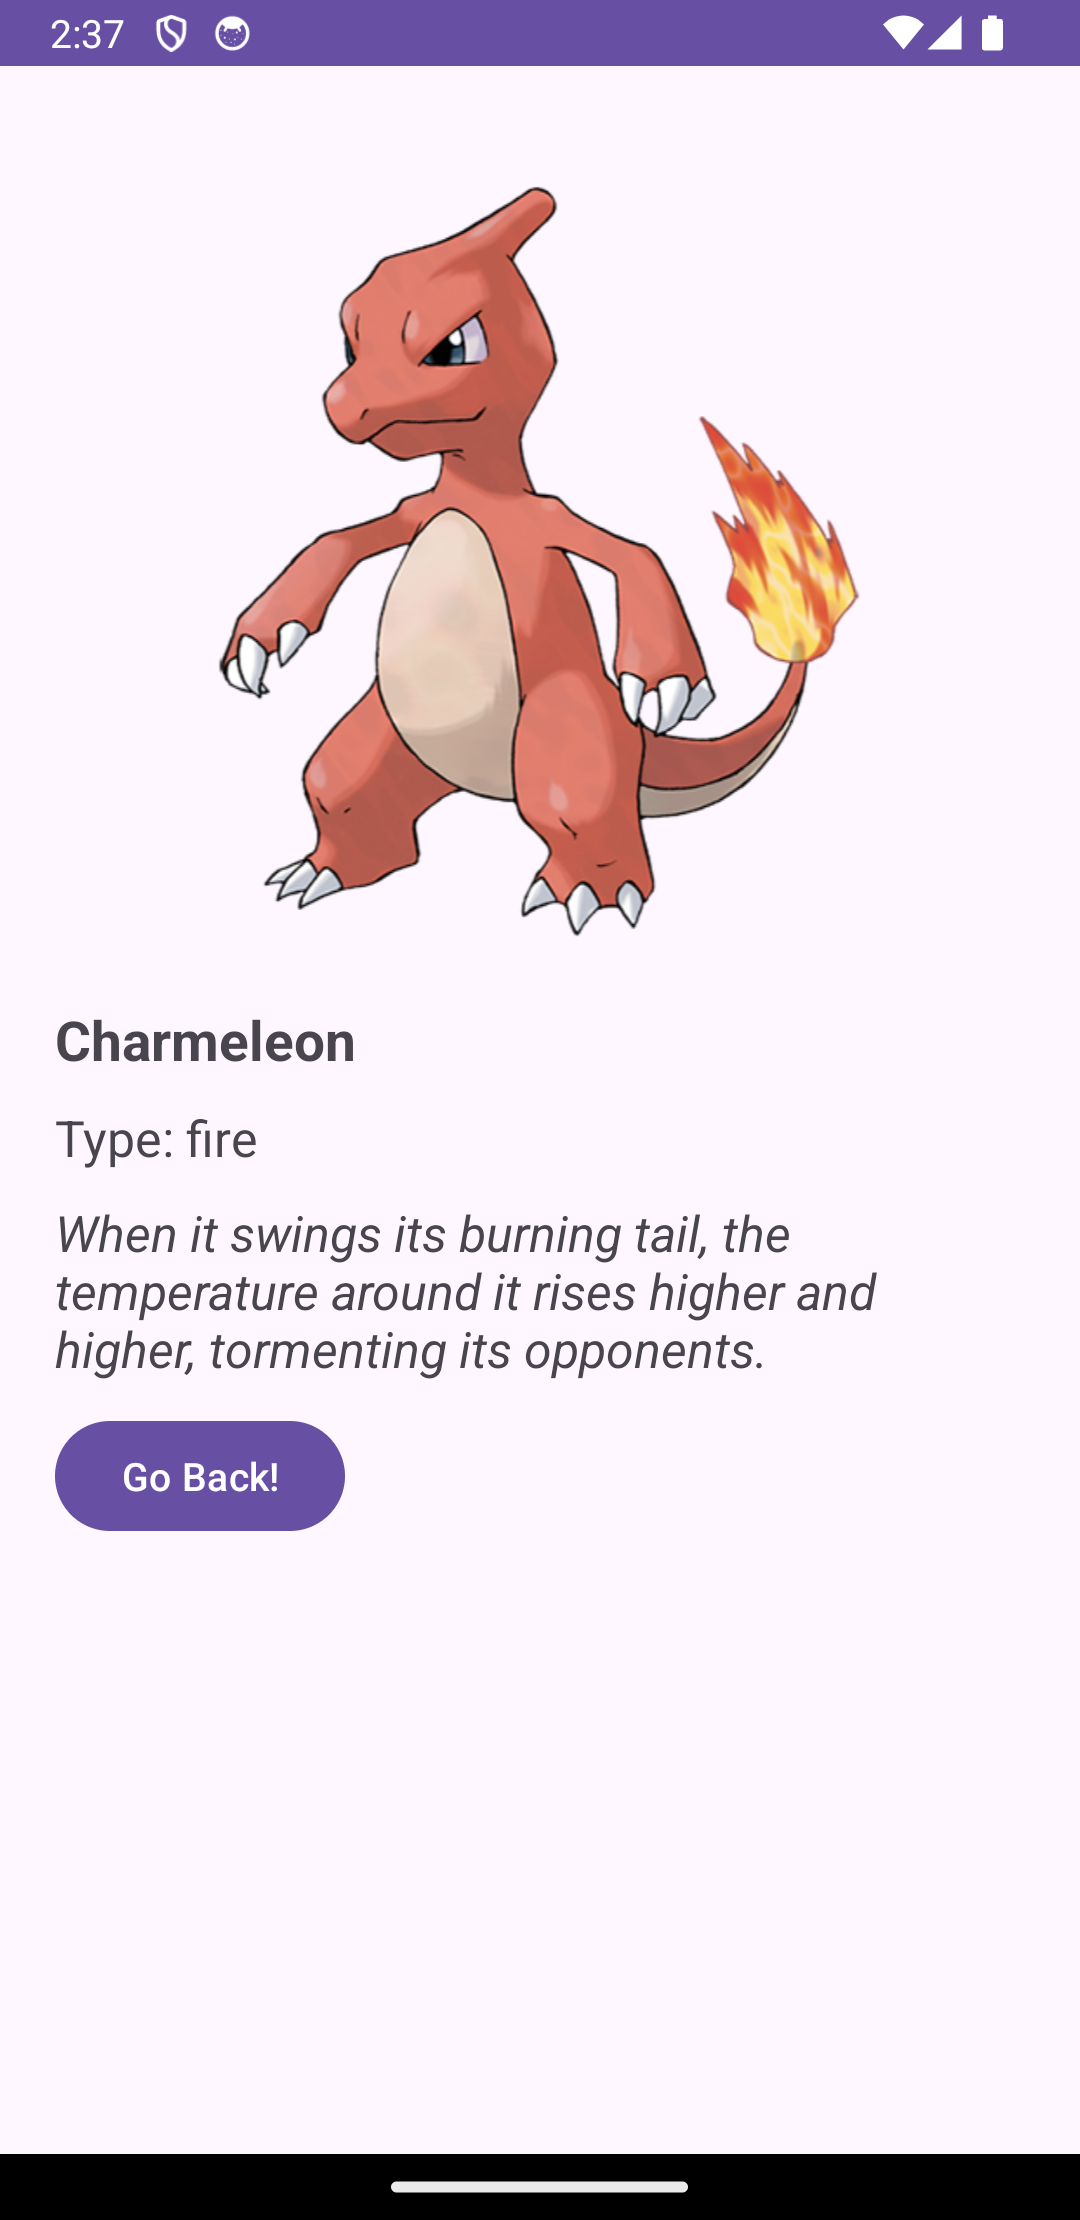 2:37
Charmeleon
Type: fire
When it swings its burning tail, the
temperature around it rises higher and
higher, tormenting its opponents.
Go Back!